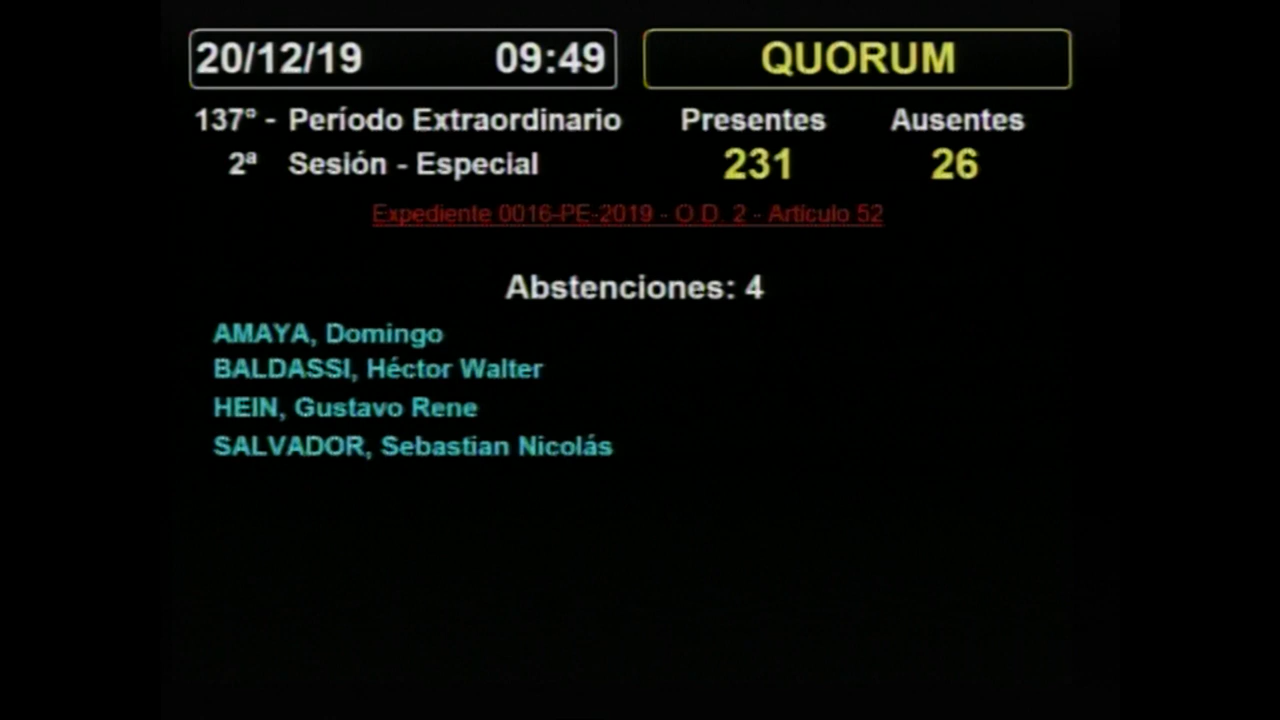 20/12/19 09:49 QUORUM
137ª - Período Extraordinario Presentes Ausentes
2ª Sesión - Especial 231 26
Expediente 0016-PE-2019 - O.D. 2 - Artículo 52
Abstenciones: 4
AMAYA, Domingo
BALDASSI, Héctor Walter
HEIN, Gustavo Rene
SALVADOR, Sebastian Nicolás